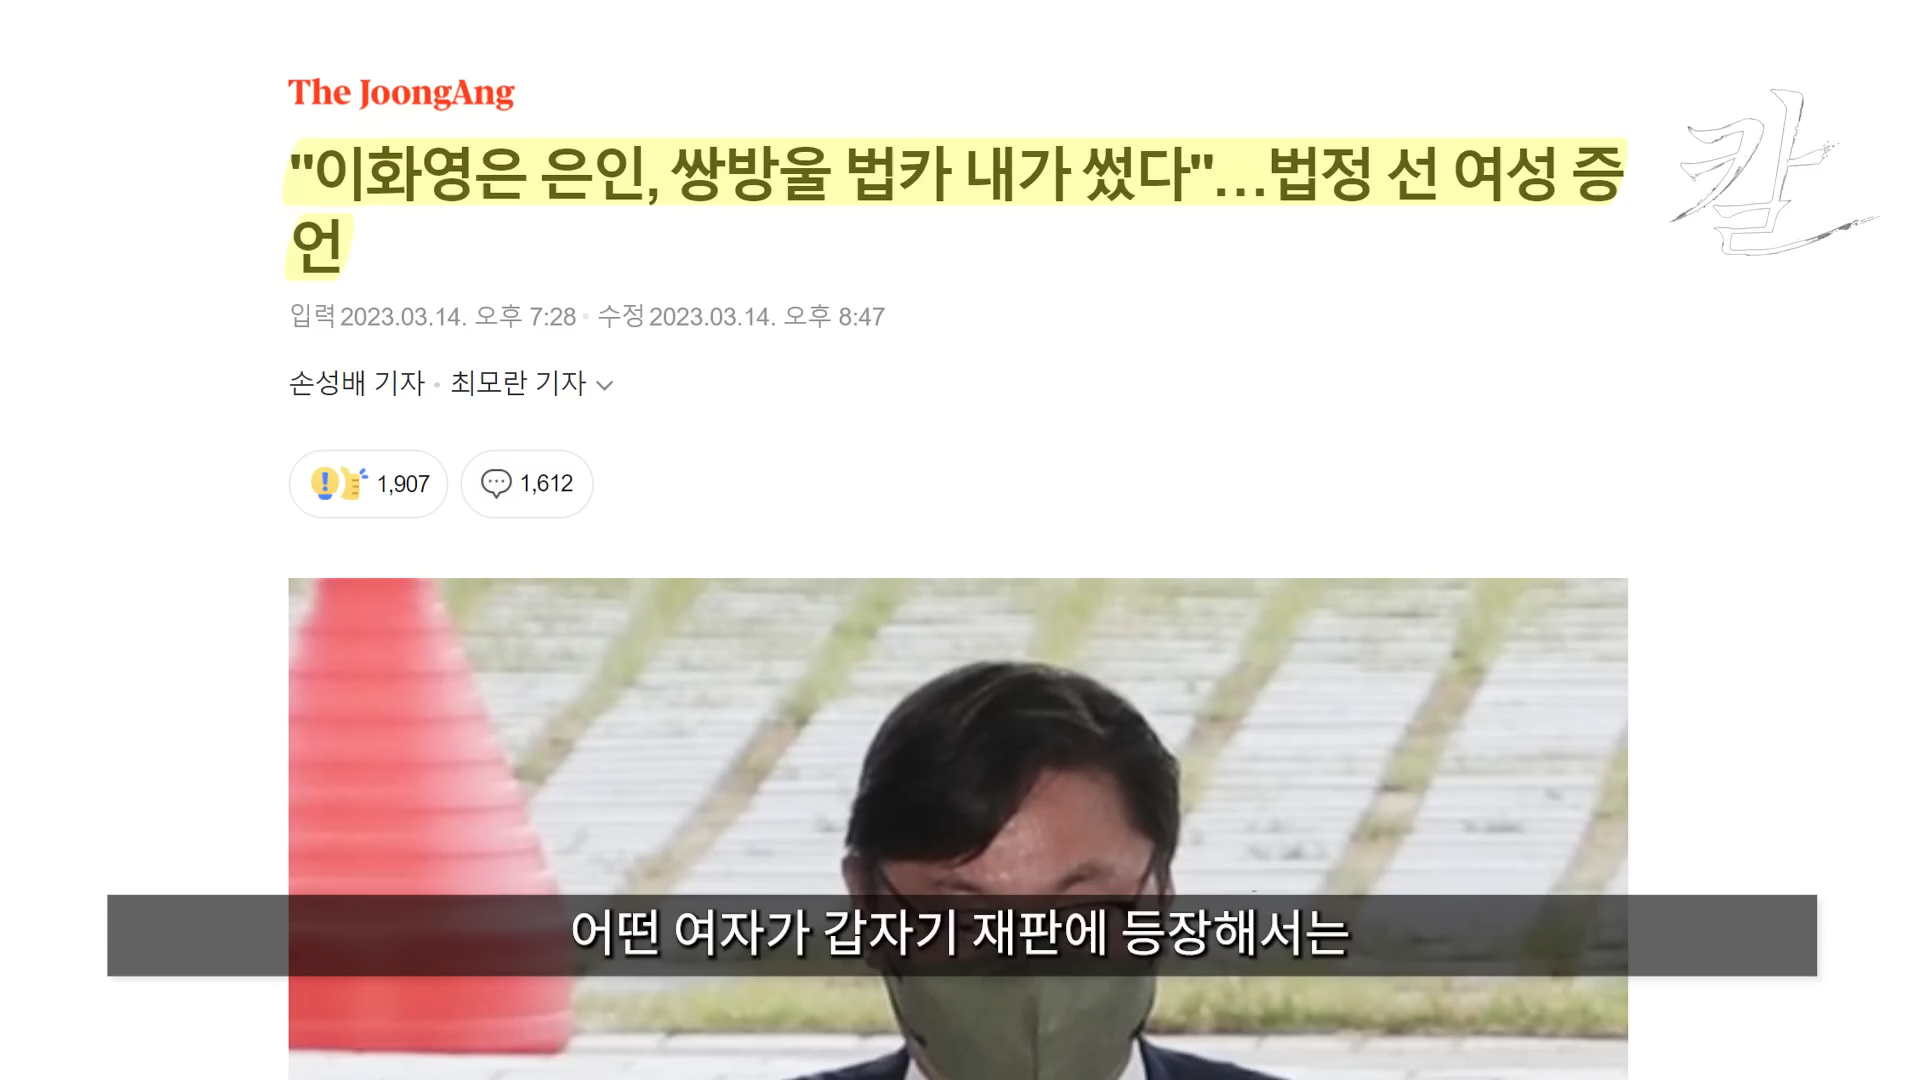 The JoongAng
"이화영은 은인, 쌍방울 법카 내가 썼다"…법정 선 여성 증
언
칼
입력 2023.03.14. 오후 7:28 · 수정 2023.03.14. 오후 8:47
손성배 기자 · 최모란 기자
1,907
1,612
어떤 여자가 갑자기 재판에 등장해서는